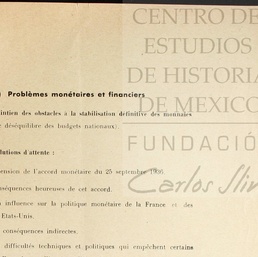 CENTRO DE
ESTUDIOS
DE HISTORIA
DE MEXICO
FUNDACIÓ
Carlos Slim
Problèmes monétaires et financiers
intien des obstacles à la stabilisation définitive des monnaies
déséquilibre des budgets nationaux).
lutions d'attente :
ension de l'accord monétaire du 25 septembre 1936.
nséquences heureuses de cet accord.
influence sur la politique monétaire de la France et des
Etats-Unis.
conséquences indirectes.
difficultés techniques et politiques qui empêchent certains